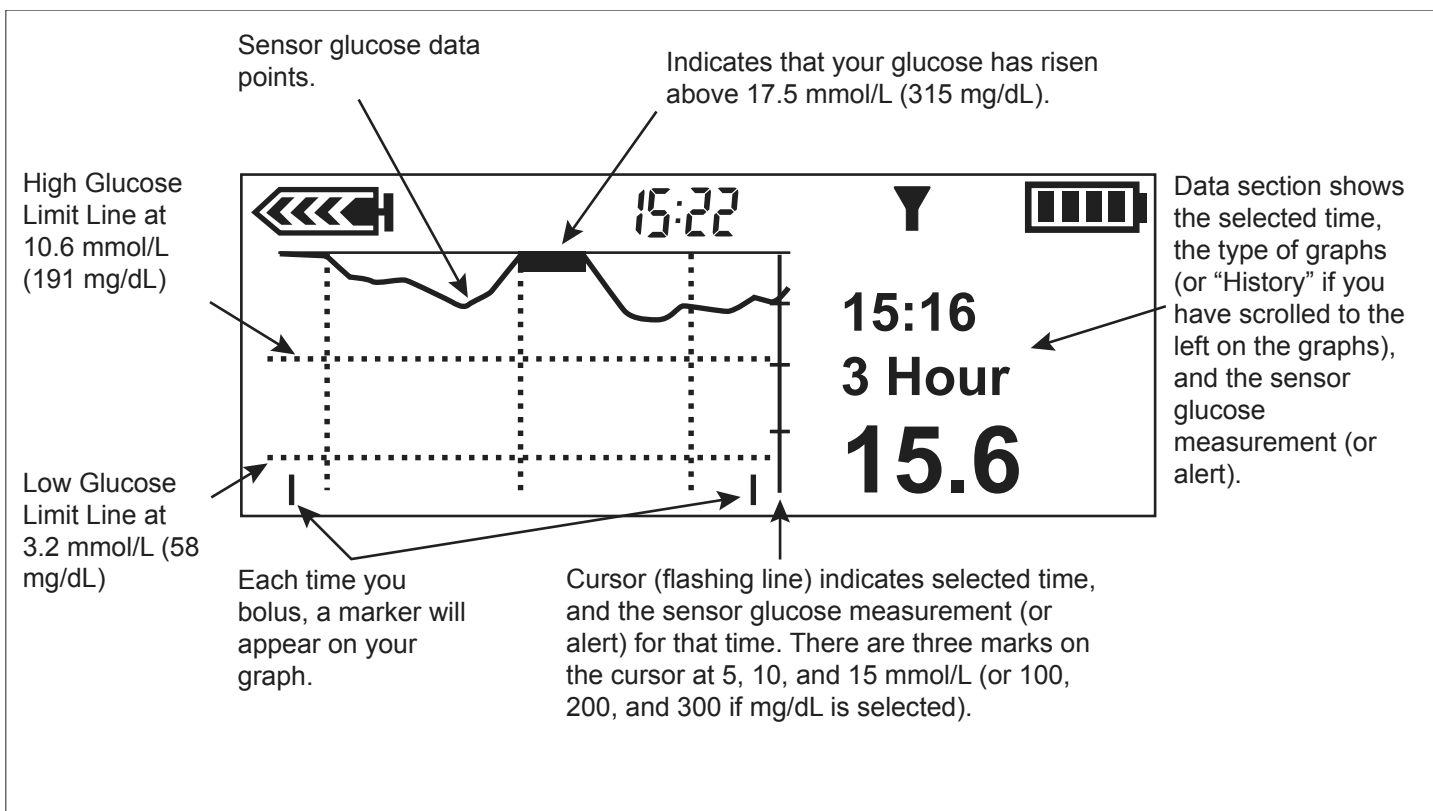 Sensor glucose data
points.
Indicates that your glucose has risen
above 17.5 mmol/L (315 mg/dL).
High Glucose
Limit Line at
10.6 mmol/L
(191 mg/dL)
15:22
15:16
3 Hour
15.6
Data section shows
the selected time,
the type of graphs
(or “History” if you
have scrolled to the
left on the graphs),
and the sensor
glucose
measurement (or
alert).
Low Glucose
Limit Line at
3.2 mmol/L (58
mg/dL)
Each time you
bolus, a marker will
appear on your
graph.
Cursor (flashing line) indicates selected time,
and the sensor glucose measurement (or
alert) for that time. There are three marks on
the cursor at 5, 10, and 15 mmol/L (or 100,
200, and 300 if mg/dL is selected).